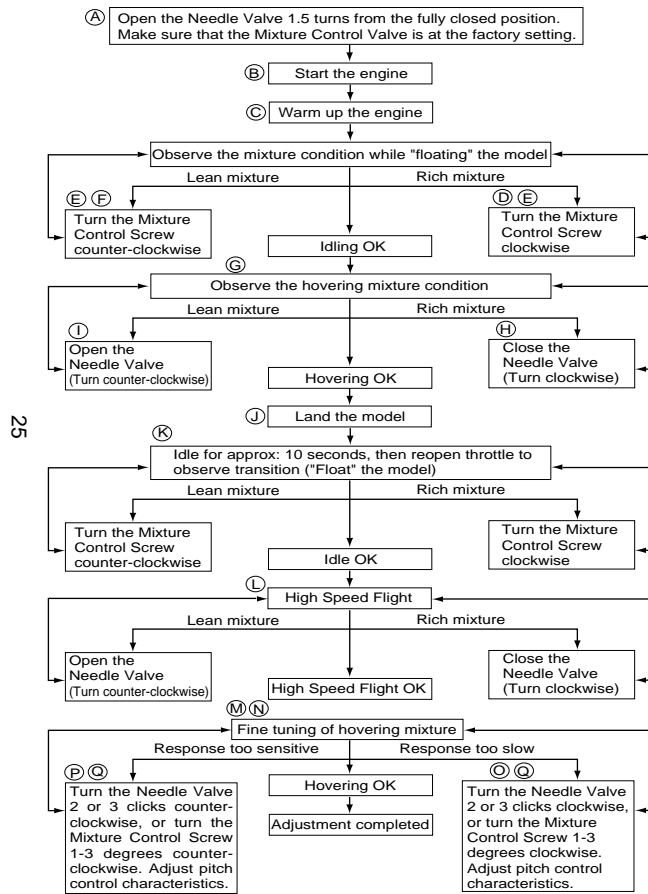 A
Open the Needle Valve 1.5 turns from the fully closed position.
Make sure that the Mixture Control Valve is at the factory setting.
B
Start the engine
C
Warm up the engine
Observe the mixture condition while "floating" the model
Lean mixture
Rich mixture
E F
Turn the Mixture
Control Screw
counter-clockwise
D E
Turn the Mixture
Control Screw
clockwise
Idling OK
G
Observe the hovering mixture condition
Lean mixture
Rich mixture
I
Open the
Needle Valve
(Turn counter-clockwise)
H
Close the
Needle Valve
(Turn clockwise)
Hovering OK
J
Land the model
K
Idle for approx: 10 seconds, then reopen throttle to
observe transition ("Float" the model)
Lean mixture
Rich mixture
Turn the Mixture
Control Screw
counter-clockwise
Turn the Mixture
Control Screw
clockwise
Idle OK
L
High Speed Flight
Lean mixture
Rich mixture
Open the
Needle Valve
(Turn counter-clockwise)
Close the
Needle Valve
(Turn clockwise)
High Speed Flight OK
M N
Fine tuning of hovering mixture
Response too sensitive
Response too slow
P Q
Turn the Needle Valve
2 or 3 clicks counter-
clockwise, or turn the
Mixture Control Screw
1-3 degrees counter-
clockwise. Adjust pitch
control characteristics.
O Q
Turn the Needle Valve
2 or 3 clicks clockwise,
or turn the Mixture
Control Screw 1-3
degrees clockwise.
Adjust pitch control
characteristics.
Hovering OK
Adjustment completed
25